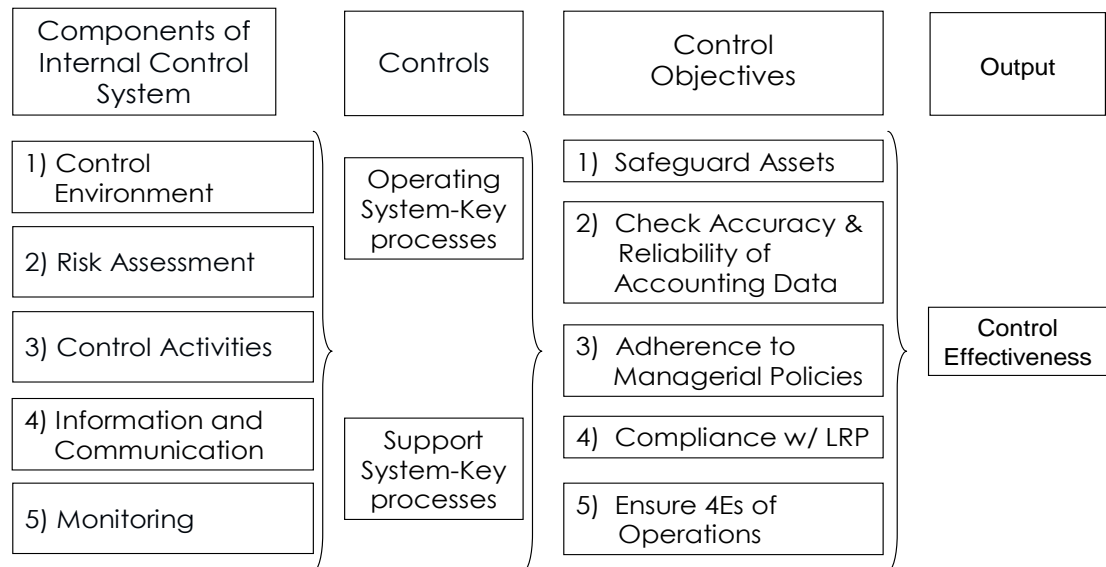 Components of
Internal Control
System
Controls
Control
Objectives
Output
1) Control
Environment
2) Risk Assessment
3) Control Activities
4) Information and
Communication
5) Monitoring
Operating
System-Key
processes
Support
System-Key
processes
1) Safeguard Assets
2) Check Accuracy &
Reliability of
Accounting Data
3) Adherence to
Managerial Policies
4) Compliance w/ LRP
5) Ensure 4Es of
Operations
Control
Effectiveness